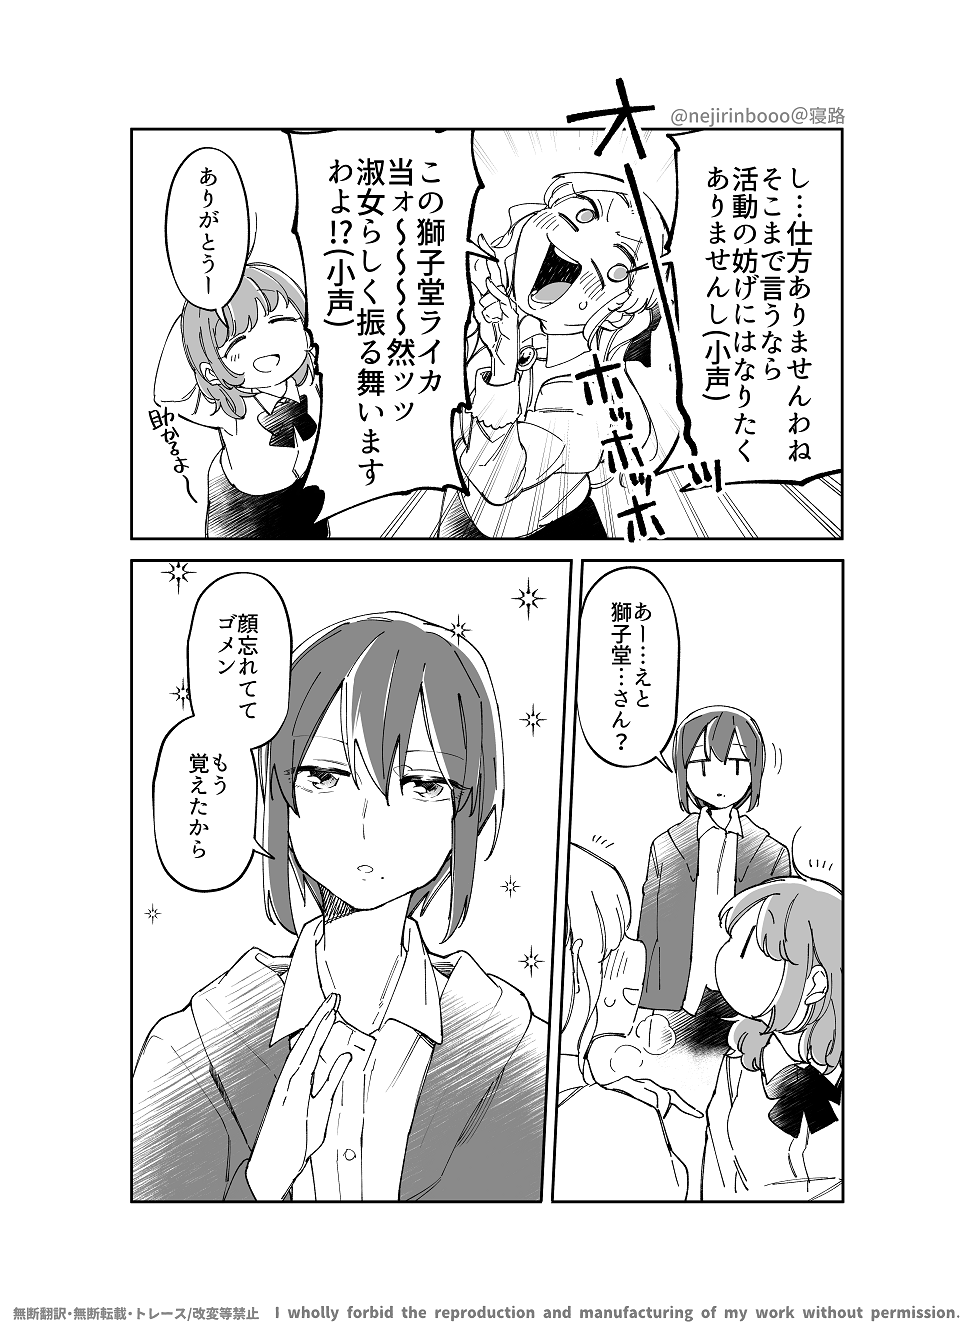 @nejirinbooo@寝路
し…仕方ありませんわね
そこまで言うなら
活動の妨げにはなりたく
ありませんし(小声)
オーーッ
ホッホッホッホ
この獅子堂ライカ
当ォ〜〜〜〜然ッッ
淑女らしく振る舞います
わよ!?(小声)
ありがとうー
助かるよ〜
あー…えと
獅子堂…さん？
顔忘れてて
ゴメン
もう
覚えたから
無断翻訳・無断転載・トレース/改変等禁止　I wholly forbid the reproduction and manufacturing of my work without permission.